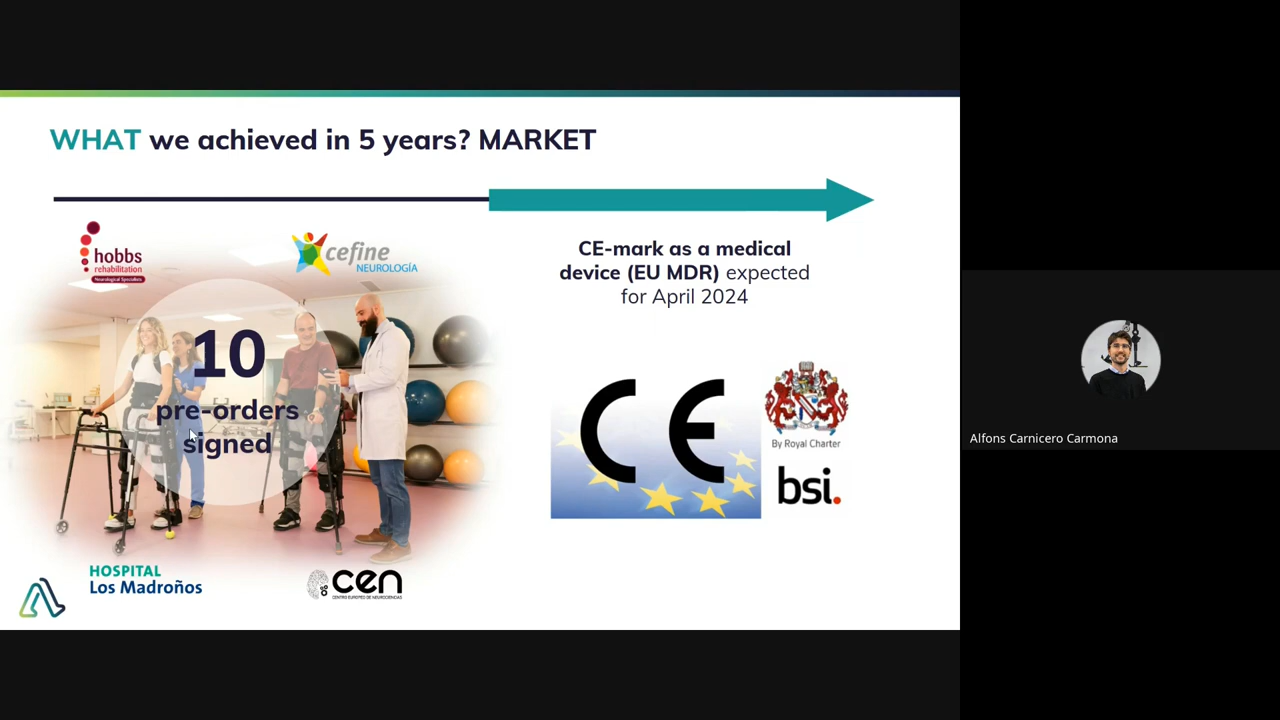 WHAT we achieved in 5 years? MARKET
hobbs
rehabilitation
Neurological Specialists
cefine
NEUROLOGÍA
10
pre-orders
signed
HOSPITAL
Los Madroños
cen
CENTRO EUROPEO DE NEUROCIENCIAS
CE-mark as a medical
device (EU MDR) expected
for April 2024
CE
By Royal Charter
bsi.
Alfons Carnicero Carmona